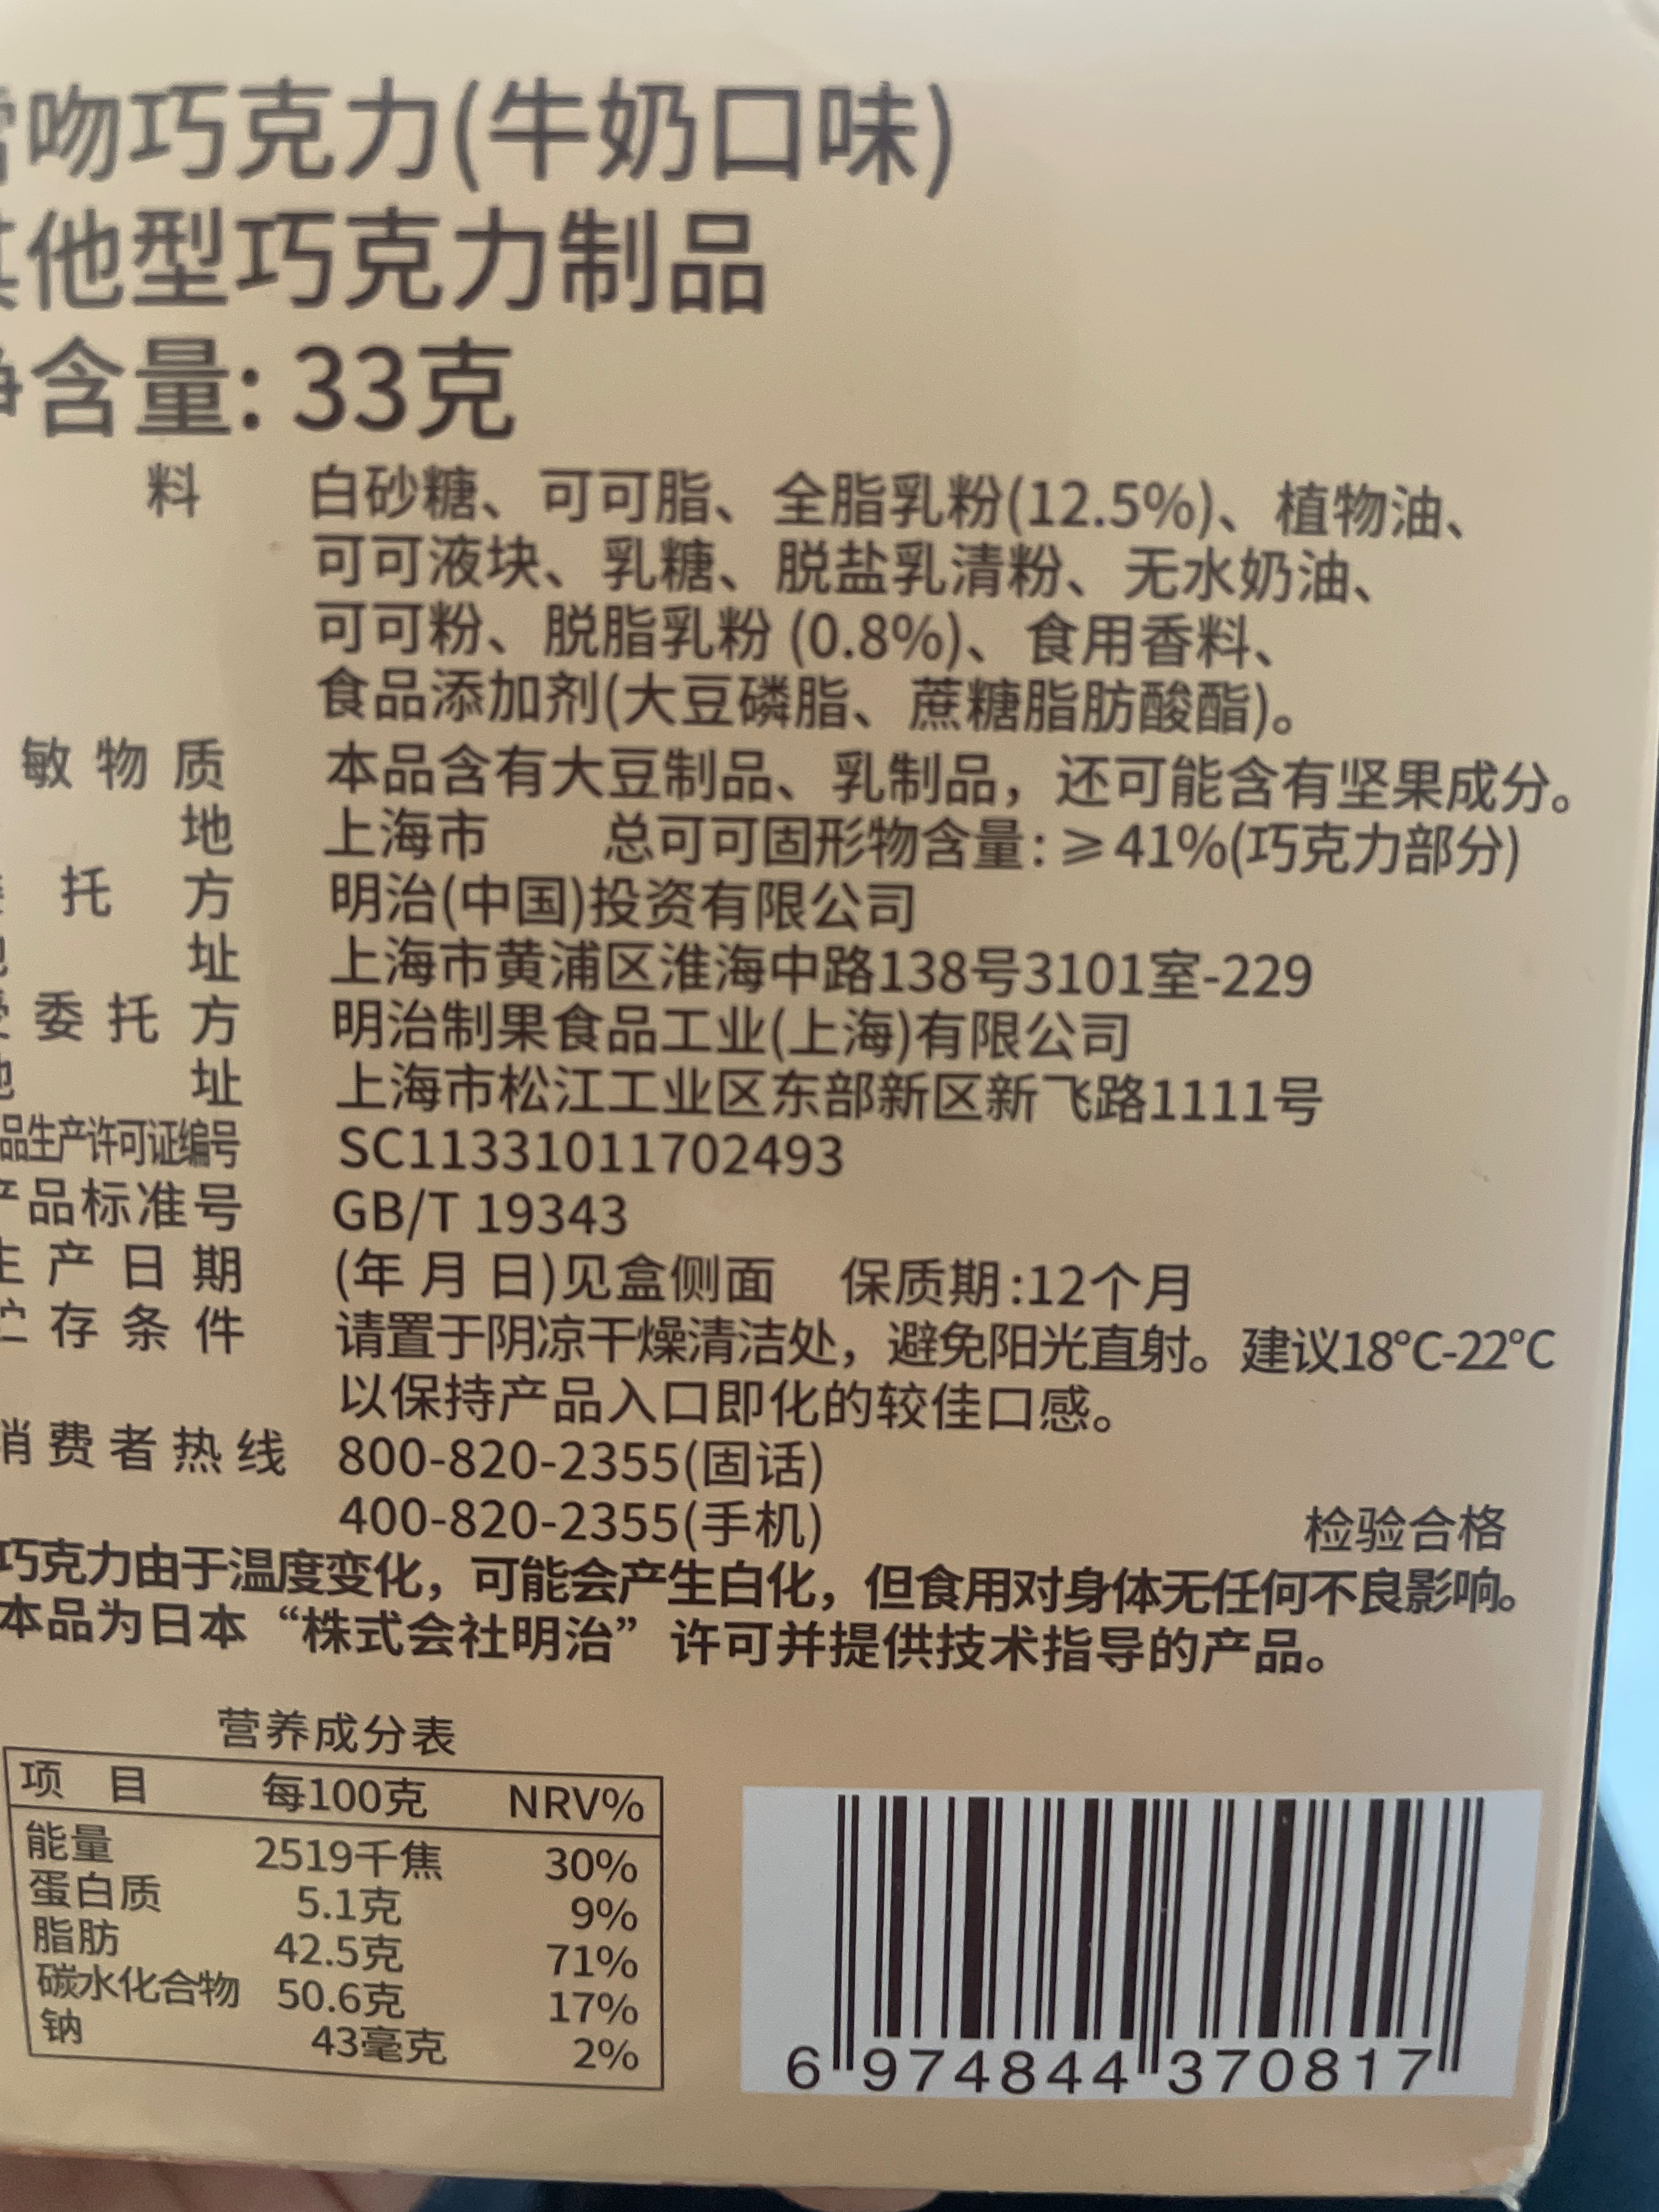 吻巧克力(牛奶口味)
其他型巧克力制品
净含量: 33克
料 白砂糖、可可脂、全脂乳粉(12.5%)、植物油、
可可液块、乳糖、脱盐乳清粉、无水奶油、
可可粉、脱脂乳粉 (0.8%)、食用香料、
食品添加剂(大豆磷脂、蔗糖脂肪酸酯)。
敏物质 本品含有大豆制品、乳制品，还可能含有坚果成分。
地 上海市 总可可固形物含量: ≥41%(巧克力部分)
委托方 明治(中国)投资有限公司
地址 上海市黄浦区淮海中路138号3101室-229
受委托方 明治制果食品工业(上海)有限公司
地址 上海市松江工业区东部新区新飞路1111号
品生产许可证编号 SC11331011702493
产品标准号 GB/T 19343
生产日期 (年 月 日)见盒侧面 保质期:12个月
贮存条件 请置于阴凉干燥清洁处，避免阳光直射。建议18°C-22°C
以保持产品入口即化的较佳口感。
消费者热线 800-820-2355(固话)
400-820-2355(手机) 检验合格
巧克力由于温度变化，可能会产生白化，但食用对身体无任何不良影响。
本品为日本“株式会社明治”许可并提供技术指导的产品。
营养成分表
项目 每100克 NRV%
能量 2519千焦 30%
蛋白质 5.1克 9%
脂肪 42.5克 71%
碳水化合物 50.6克 17%
钠 43毫克 2%
6 974844 370817